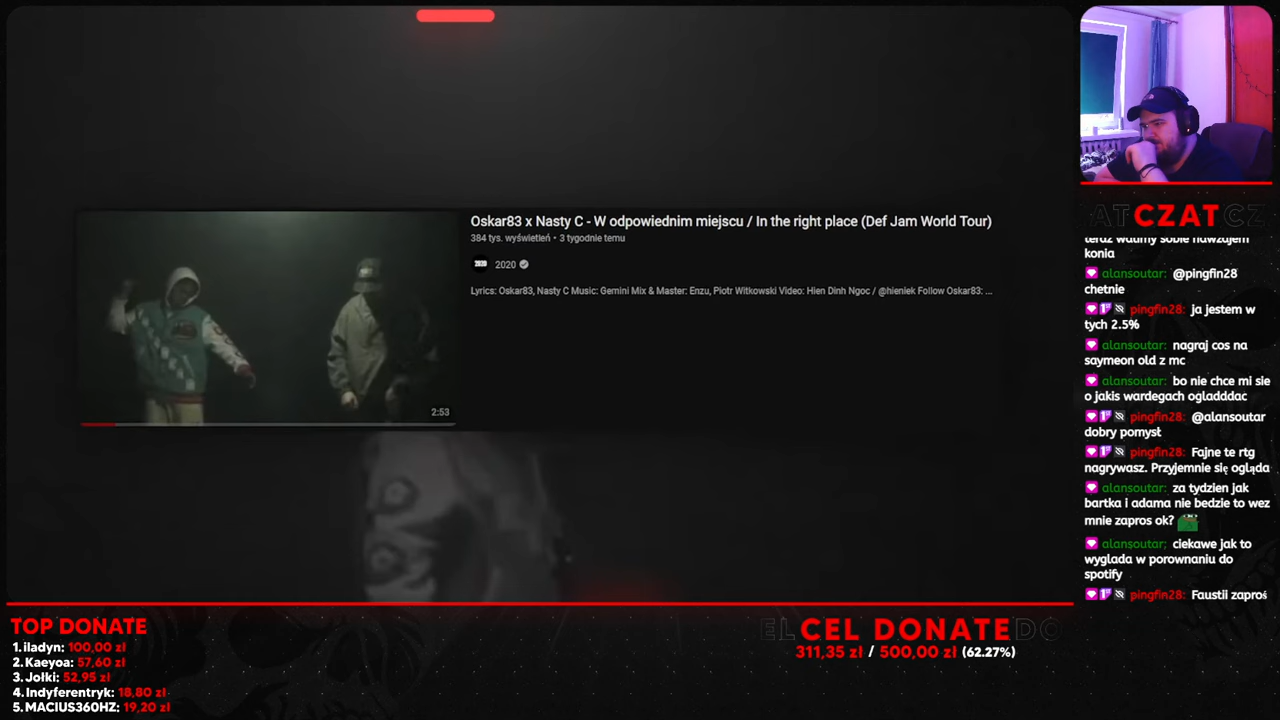 Oskar83 x Nasty C - W odpowiednim miejscu / In the right place (Def Jam World Tour)
384 tys. wyświetleń • 3 tygodnie temu
2020
Lyrics: Oskar83, Nasty C Music: Gemini Mix & Master: Enzu, Piotr Witkowski Video: Hien Dinh Ngoc / @hieniek Follow Oskar83: ...
2:53
CZAT
teraz walimy sobie nawzajem
konia
alansoutar: @pingfin28
chetnie
pingfin28: ja jestem w
tych 2.5%
alansoutar: nagraj cos na
saymeon old z mc
alansoutar: bo nie chce mi sie
o jakis wardegach ogladddac
pingfin28: @alansoutar
dobry pomysł
pingfin28: Fajne te rtg
nagrywasz. Przyjemnie się ogląda
alansoutar: za tydzien jak
bartka i adama nie bedzie to wez
mnie zapros ok?
alansoutar: ciekawe jak to
wyglada w porownaniu do
spotify
pingfin28: Faustii zaproś
TOP DONATE
1. iladyn: 100,00 zł
2. Kaeyoa: 57,60 zł
3. Jołki: 52,95 zł
4. Indyferentryk: 18,80 zł
5. MACIUS360HZ: 19,20 zł
EL CEL DONATE DO
311,35 zł / 500,00 zł (62.27%)